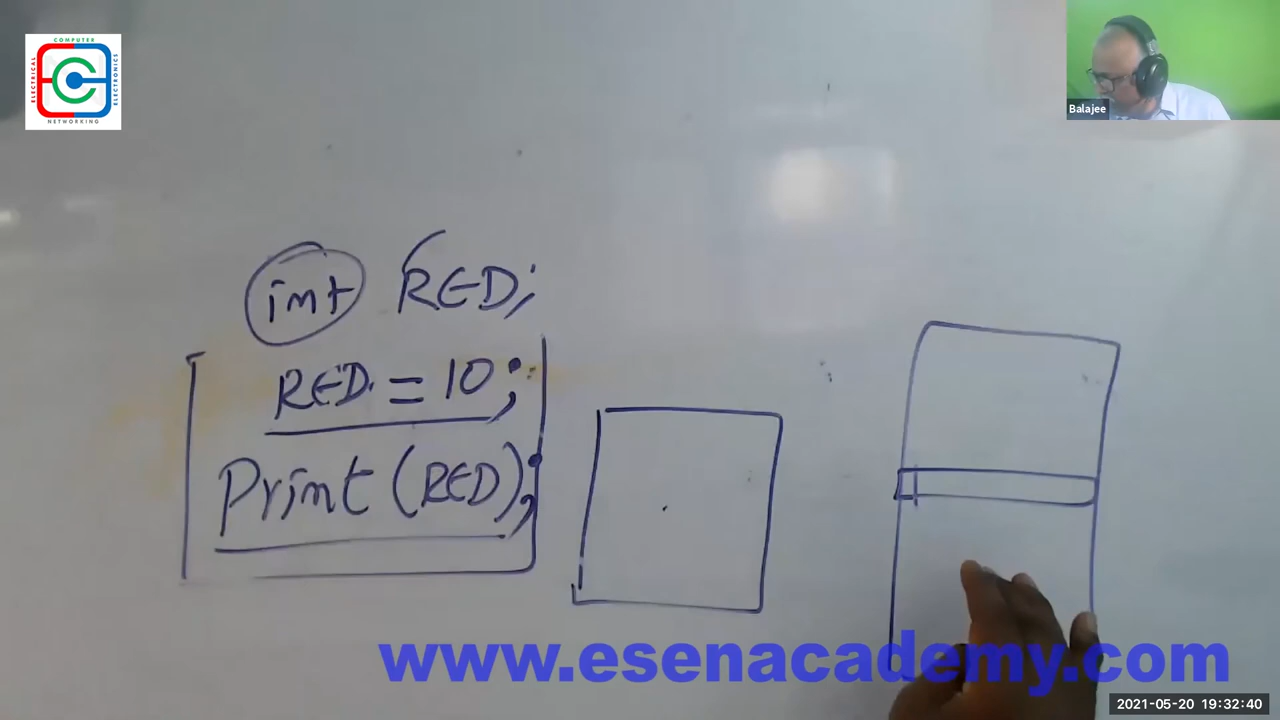 COMPUTER
ELECTRICAL
ELECTRONICS
NETWORKING
Balajee
int RED;
RED = 10;
Print (RED);
www.esenacademy.com
2021-05-20 19:32:40